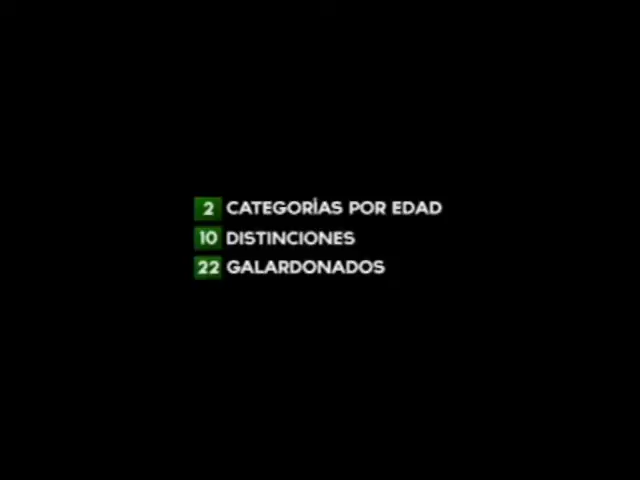 2 CATEGORÍAS POR EDAD
10 DISTINCIONES
22 GALARDONADOS